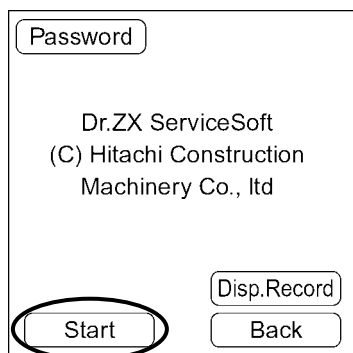 Password
Dr.ZX ServiceSoft
(C) Hitachi Construction
Machinery Co., ltd
Disp.Record
Start Back